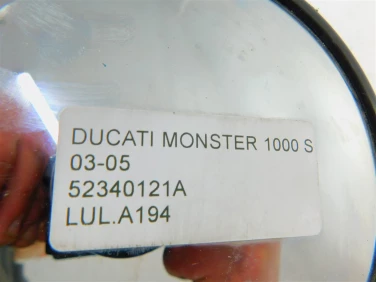 DUCATI MONSTER 1000 S
03-05
52340121A
LUL.A194